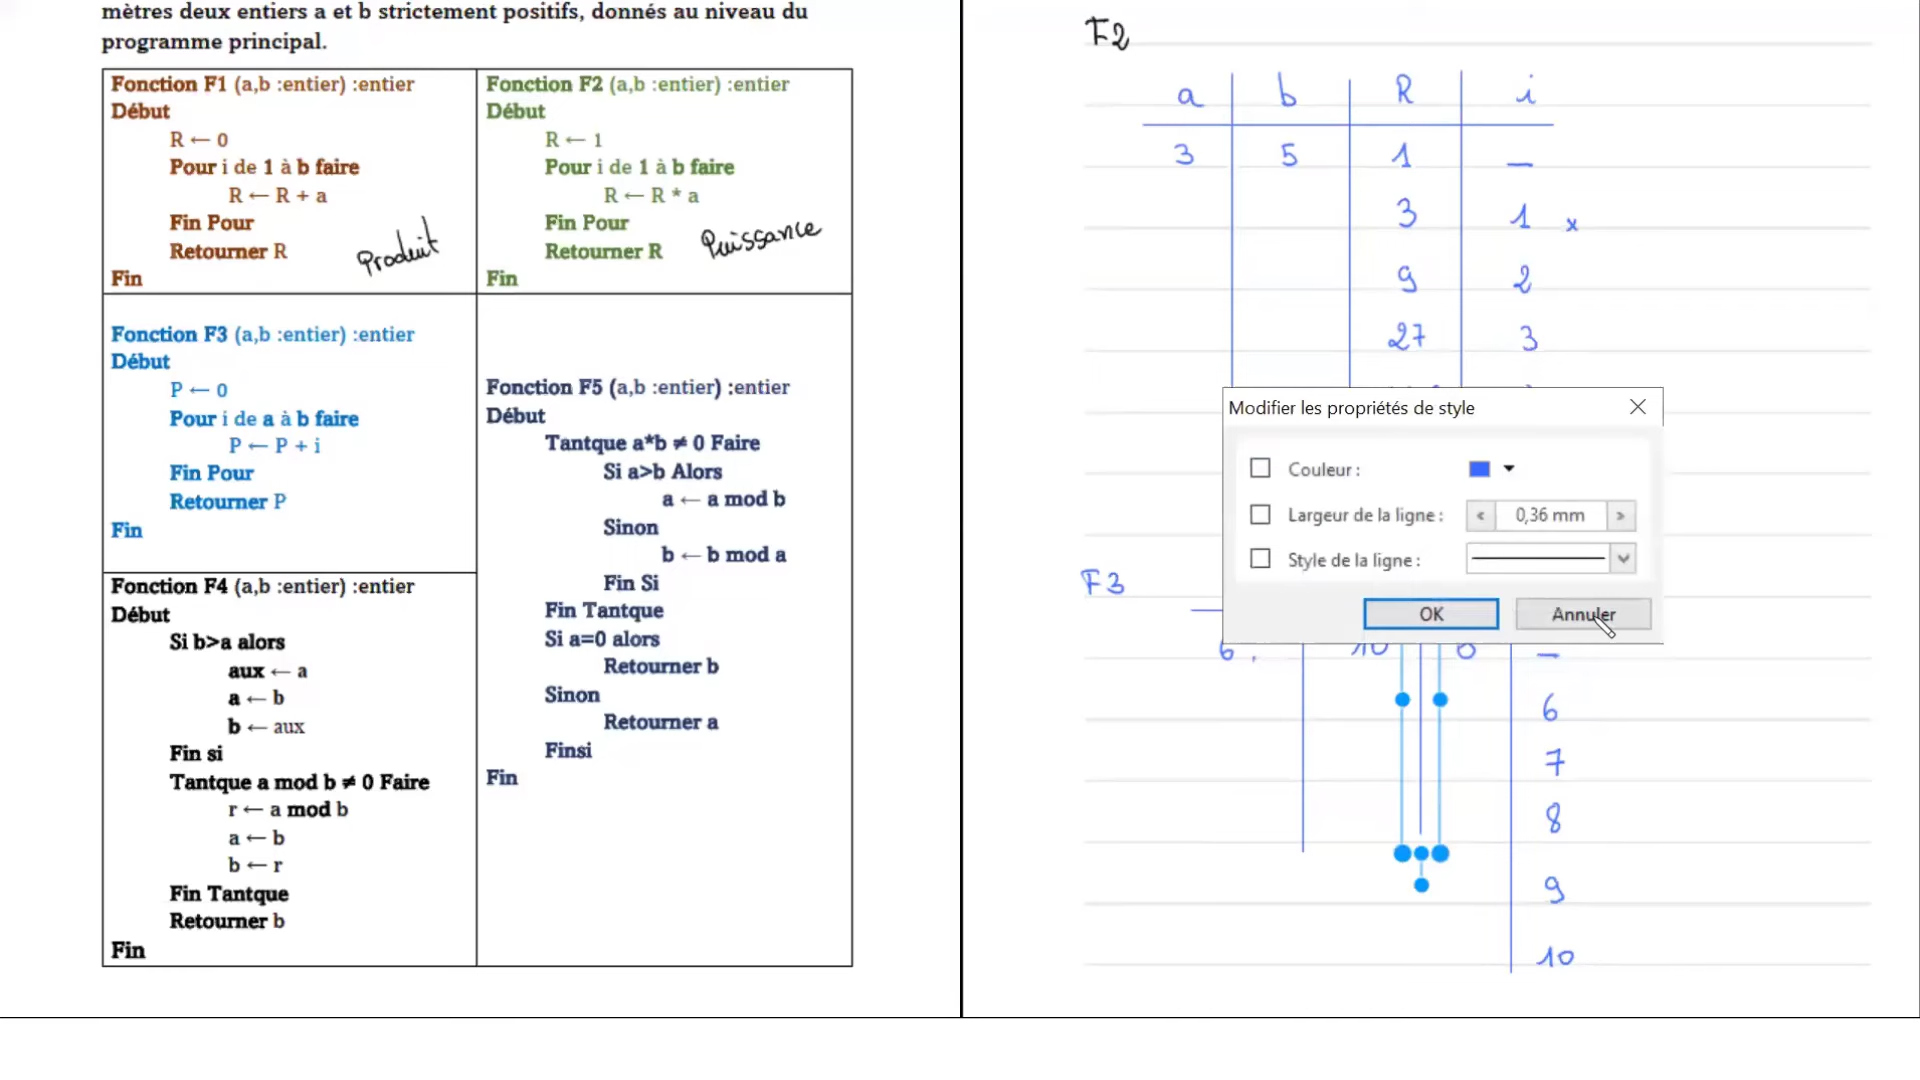 mètres deux entiers a et b strictement positifs, donnés au niveau du
programme principal.
Fonction F1 (a,b :entier) :entier
Début
R ← 0
Pour i de 1 à b faire
R ← R + a
Fin Pour
Retourner R
Produit
Fin
Fonction F2 (a,b :entier) :entier
Début
R ← 1
Pour i de 1 à b faire
R ← R * a
Fin Pour
Retourner R
Puissance
Fin
Fonction F3 (a,b :entier) :entier
Début
P ← 0
Pour i de a à b faire
P ← P + i
Fin Pour
Retourner P
Fin
Fonction F4 (a,b :entier) :entier
Début
Si b>a alors
aux ← a
a ← b
b ← aux
Fin si
Tantque a mod b ≠ 0 Faire
r ← a mod b
a ← b
b ← r
Fin Tantque
Retourner b
Fin
Fonction F5 (a,b :entier) :entier
Début
Tantque a*b ≠ 0 Faire
Si a>b Alors
a ← a mod b
Sinon
b ← b mod a
Fin Si
Fin Tantque
Si a=0 alors
Retourner b
Sinon
Retourner a
Finsi
Fin
F2
a b R i
3 5 1 —
3 1 x
9 2
27 3
Modifier les propriétés de style
Couleur :
Largeur de la ligne : < 0,36 mm >
Style de la ligne :
OK Annuler
F3
6 10 0 —
6
7
8
9
10